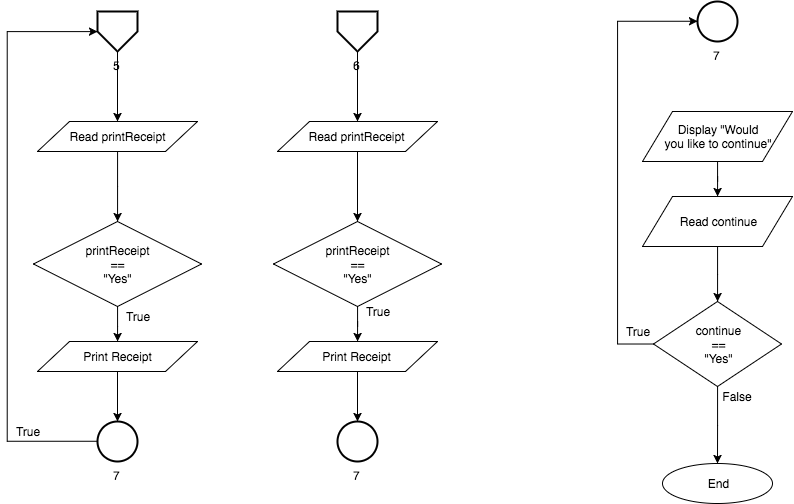 5
Read printReceipt
printReceipt
==
"Yes"
True
Print Receipt
True
7
6
Read printReceipt
printReceipt
==
"Yes"
True
Print Receipt
7
7
Display "Would
you like to continue"
Read continue
continue
==
"Yes"
True
False
End